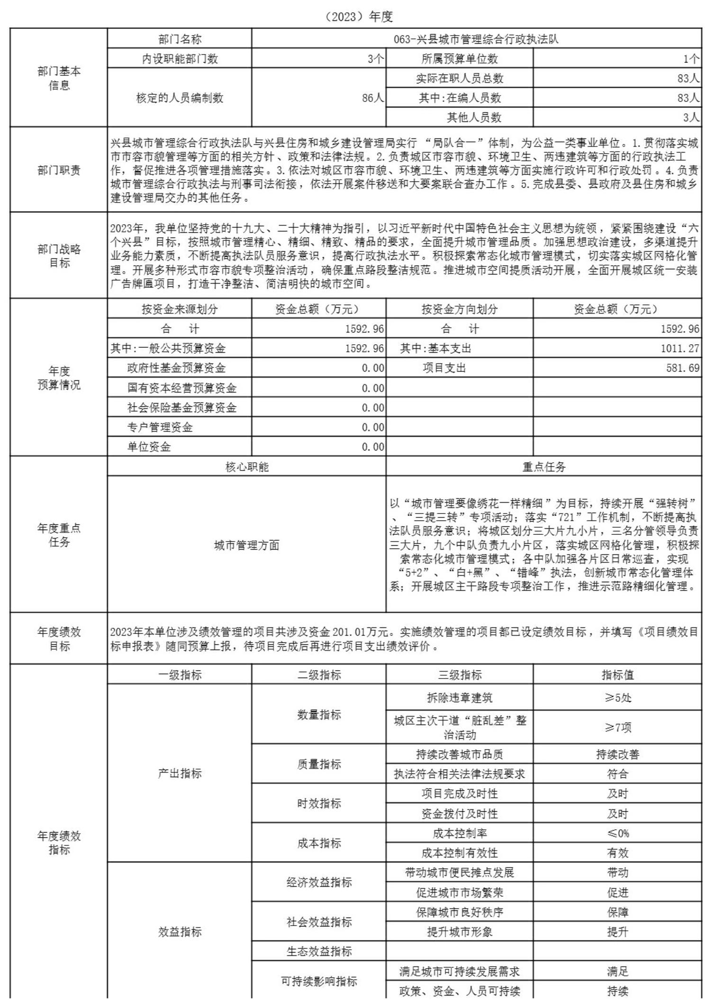 （2023）年度
部门基本
信息
部门名称
063-兴县城市管理综合行政执法队
内设职能部门数
3个
所属预算单位数
1个
核定的人员编制数
86人
实际在职人员总数
83人
其中:在编人员数
83人
其他人员数
3人
部门职责
兴县城市管理综合行政执法队与兴县住房和城乡建设管理局实行 “局队合一”体制，为公益一类事业单位。1.贯彻落实城
市市容市貌管理等方面的相关方针、政策和法律法规。2.负责城区市容市貌、环境卫生、两违建筑等方面的行政执法工
作，督促推进各项管理措施落实。3.依法对城区市容市貌、环境卫生、两违建筑等方面实施行政许可和行政处罚。4.负责
城市管理综合行政执法与刑事司法衔接，依法开展案件移送和大要案联合查办工作。5.完成县委、县政府及县住房和城乡
建设管理局交办的其他任务。
部门战略
目标
2023年，我单位坚持党的十九大、二十大精神为指引，以习近平新时代中国特色社会主义思想为统领，紧紧围绕建设“六
个兴县”目标，按照城市管理精心、精细、精致、精品的要求，全面提升城市管理品质。加强思想政治建设，多渠道提升
业务能力素质，不断提高执法队员服务意识，提高行政执法水平。积极探索常态化城市管理模式，切实落实城区网格化管
理。开展多种形式市容市貌专项整治活动，确保重点路段整洁规范。推进城市空间提质活动开展，全面开展城区统一安装
广告牌匾项目，打造干净整洁、简洁明快的城市空间。
年度
预算情况
按资金来源划分
资金总额（万元）
按资金方向划分
资金总额（万元）
合 计
1592.96
合 计
1592.96
其中:一般公共预算资金
1592.96
其中:基本支出
1011.27
政府性基金预算资金
0.00
项目支出
581.69
国有资本经营预算资金
0.00
社会保险基金预算资金
0.00
专户管理资金
0.00
单位资金
0.00
年度重点
任务
核心职能
重点任务
城市管理方面
以“城市管理要像绣花一样精细”为目标，持续开展“强转树”
、“三提三转”专项活动；落实“721”工作机制，不断提高执
法队员服务意识；将城区划分三大片九小片，三名分管领导负责
三大片，九个中队负责九小片区，落实城区网格化管理，积极探
索常态化城市管理模式；各中队加强各片区日常巡查，实现
“5+2”、“白+黑”、“错峰”执法，创新城市常态化管理体
系；开展城区主干路段专项整治工作，推进示范路精细化管理。
年度绩效
目标
2023年本单位涉及绩效管理的项目共涉及资金201.01万元。实施绩效管理的项目都已设定绩效目标，并填写《项目绩效目
标申报表》随同预算上报，待项目完成后再进行项目支出绩效评价。
年度绩效
指标
一级指标
二级指标
三级指标
指标值
产出指标
数量指标
拆除违章建筑
≥5处
城区主次干道“脏乱差”整
治活动
≥7项
质量指标
持续改善城市品质
持续改善
执法符合相关法律法规要求
符合
时效指标
项目完成及时性
及时
资金拨付及时性
及时
成本指标
成本控制率
≤0%
成本控制有效性
有效
效益指标
经济效益指标
带动城市便民摊点发展
带动
促进城市市场繁荣
促进
社会效益指标
保障城市良好秩序
保障
提升城市形象
提升
生态效益指标
可持续影响指标
满足城市可持续发展需求
满足
政策、资金、人员可持续
持续